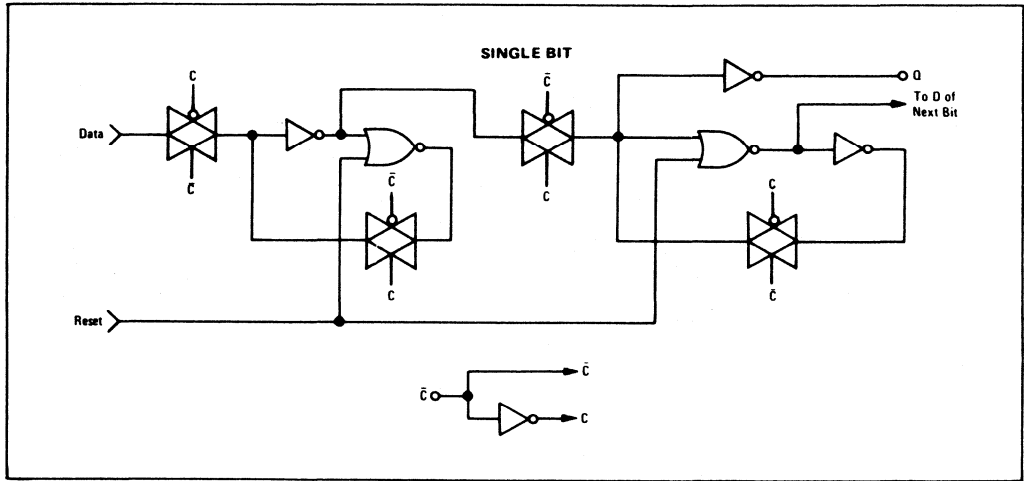 SINGLE BIT
C
C̄
Q
To D of
Next Bit
Data
C̄
C̄
C
C
C
C̄
Reset
C̄
C̄
C